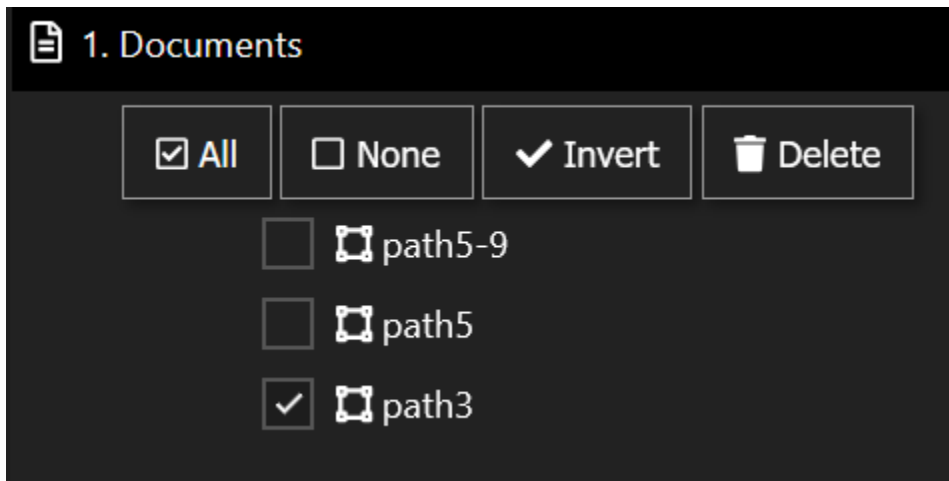 1. Documents
All None Invert Delete
path5-9
path5
path3